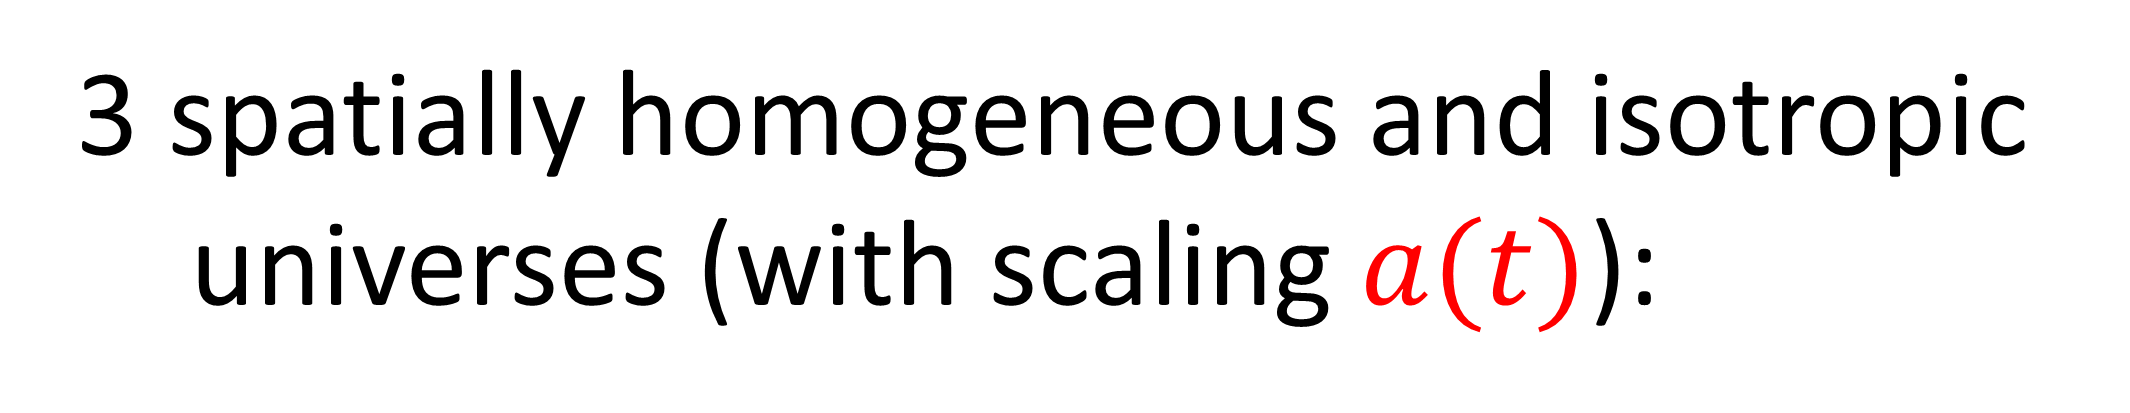 3 spatially homogeneous and isotropic
universes (with scaling a(t)):